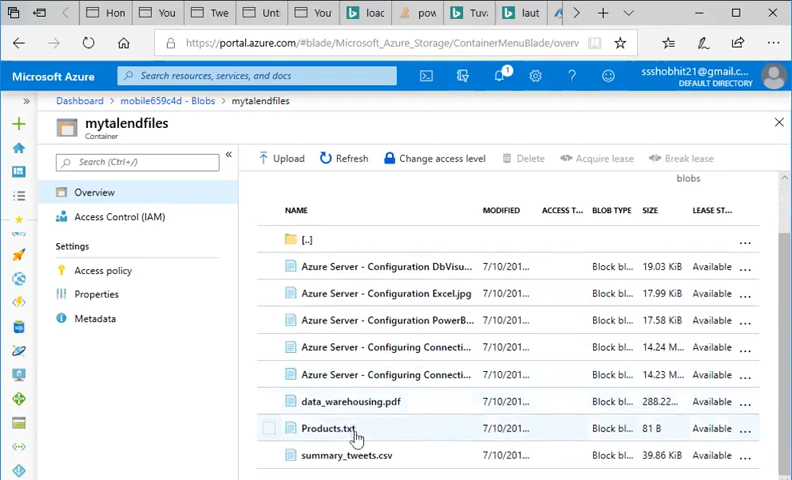 Hon
You
Twe
Unti
You
loac
pow
Tuv
laut
https://portal.azure.com/#blade/Microsoft_Azure_Storage/ContainerMenuBlade/overv
Microsoft Azure
Search resources, services, and docs
1
ssshobhit21@gmail.c...
DEFAULT DIRECTORY
Dashboard > mobile659c4d - Blobs > mytalendfiles
mytalendfiles
Container
Search (Ctrl+/)
Overview
Access Control (IAM)
Settings
Access policy
Properties
Metadata
Upload Refresh Change access level Delete Acquire lease Break lease
blobs
NAME MODIFIED ACCESS T... BLOB TYPE SIZE LEASE ST...
[..] ...
Azure Server - Configuration DbVisu... 7/10/201... Block bl... 19.03 KiB Available ...
Azure Server - Configuration Excel.jpg 7/10/201... Block bl... 17.99 KiB Available ...
Azure Server - Configuration PowerB... 7/10/201... Block bl... 17.58 KiB Available ...
Azure Server - Configuring Connecti... 7/10/201... Block bl... 14.24 M... Available ...
Azure Server - Configuring Connecti... 7/10/201... Block bl... 14.23 M... Available ...
data_warehousing.pdf 7/10/201... Block bl... 288.22... Available ...
Products.txt 7/10/201... Block bl... 81 B Available ...
summary_tweets.csv 7/10/201... Block bl... 39.86 KiB Available ...